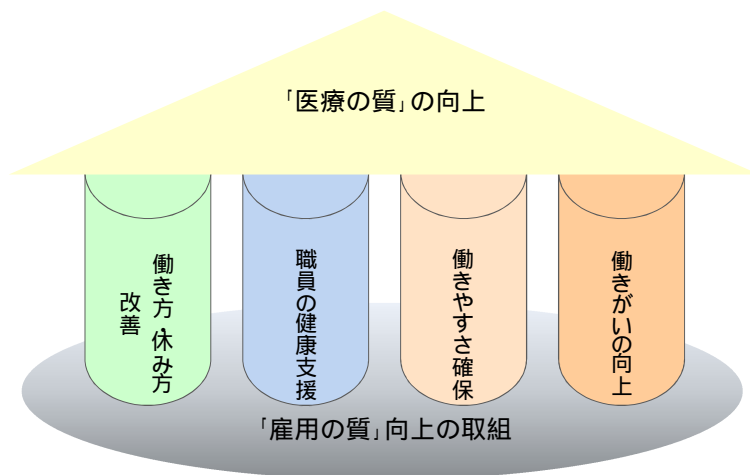 「医療の質」の向上
働き方・休み方
改善
職員の健康支援
働きやすさ確保
働きがいの向上
「雇用の質」向上の取組